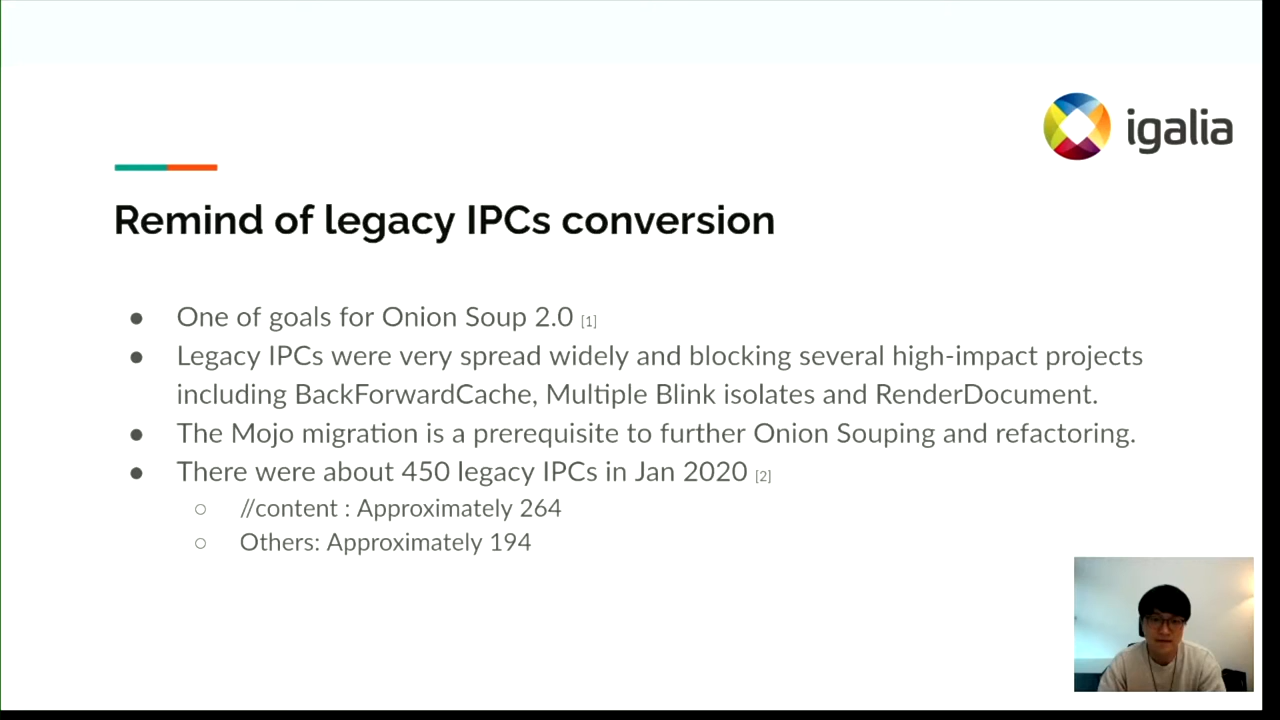 igalia
Remind of legacy IPCs conversion
● One of goals for Onion Soup 2.0 [1]
● Legacy IPCs were very spread widely and blocking several high-impact projects
including BackForwardCache, Multiple Blink isolates and RenderDocument.
● The Mojo migration is a prerequisite to further Onion Souping and refactoring.
● There were about 450 legacy IPCs in Jan 2020 [2]
○ //content : Approximately 264
○ Others: Approximately 194